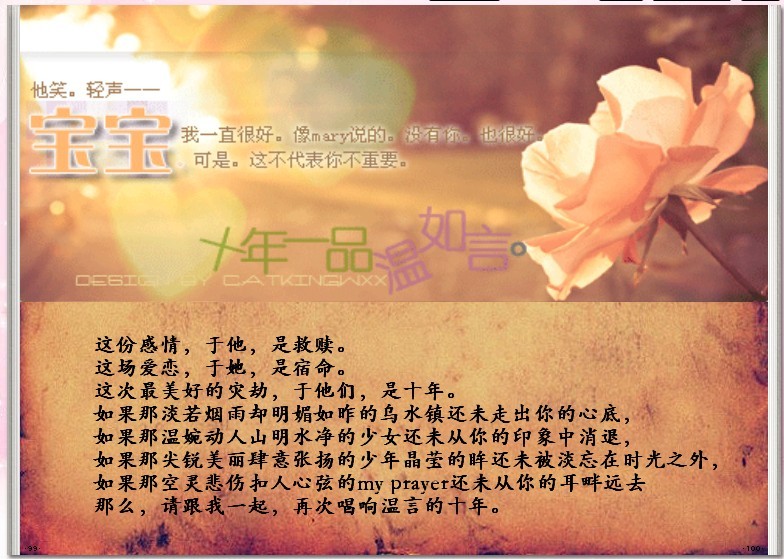 他笑。轻声——
宝宝 我一直很好。像mary说的。没有你。也很好。
可是。这不代表你不重要。
十年一品温如言。
DESIGN BY CATKINGWXX
这份感情，于他，是救赎。
这场爱恋，于她，是宿命。
这次最美好的灾劫，于他们，是十年。
如果那淡若烟雨却明媚如昨的乌水镇还未走出你的心底，
如果那温婉动人山明水净的少女还未从你的印象中消退，
如果那尖锐美丽肆意张扬的少年晶莹的眸还未被淡忘在时光之外，
如果那空灵悲伤扣人心弦的my prayer还未从你的耳畔远去
那么，请跟我一起，再次唱响温言的十年。
-99-
-100-